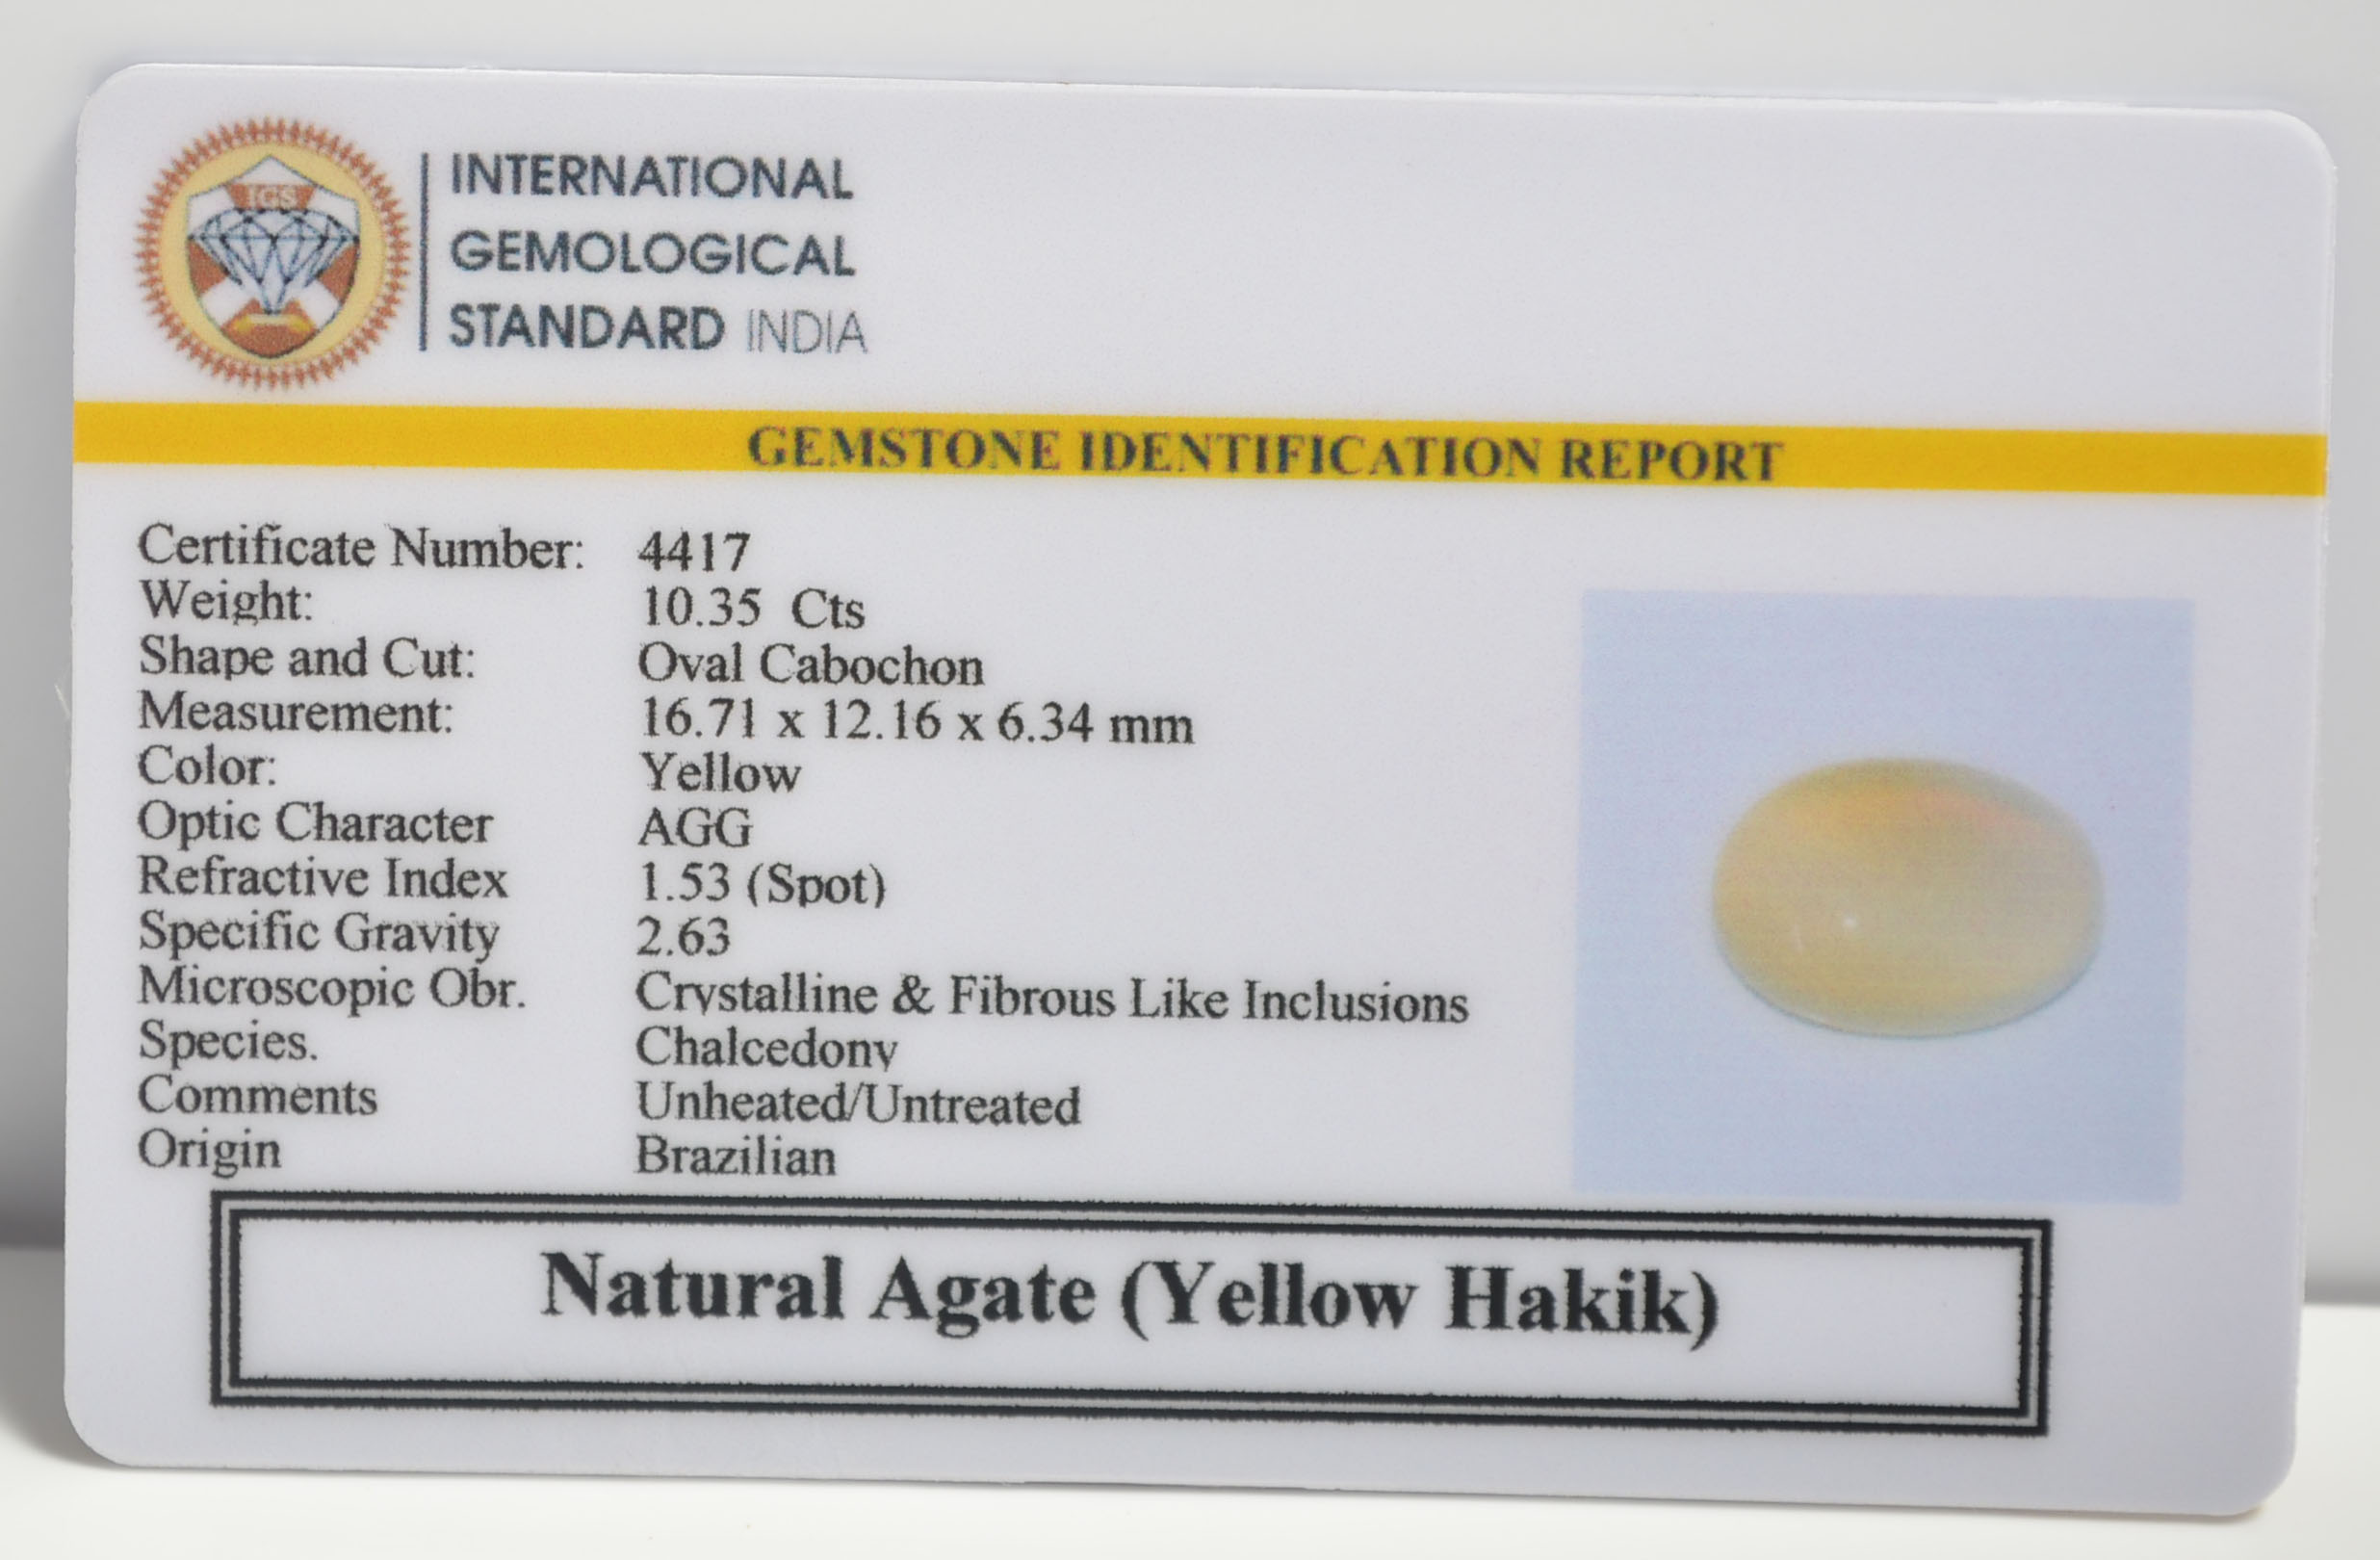 IGS
INTERNATIONAL
GEMOLOGICAL
STANDARD INDIA
GEMSTONE IDENTIFICATION REPORT
Certificate Number: 4417
Weight: 10.35 Cts
Shape and Cut: Oval Cabochon
Measurement: 16.71 x 12.16 x 6.34 mm
Color: Yellow
Optic Character AGG
Refractive Index 1.53 (Spot)
Specific Gravity 2.63
Microscopic Obr. Crystalline & Fibrous Like Inclusions
Species. Chalcedony
Comments Unheated/Untreated
Origin Brazilian
Natural Agate (Yellow Hakik)